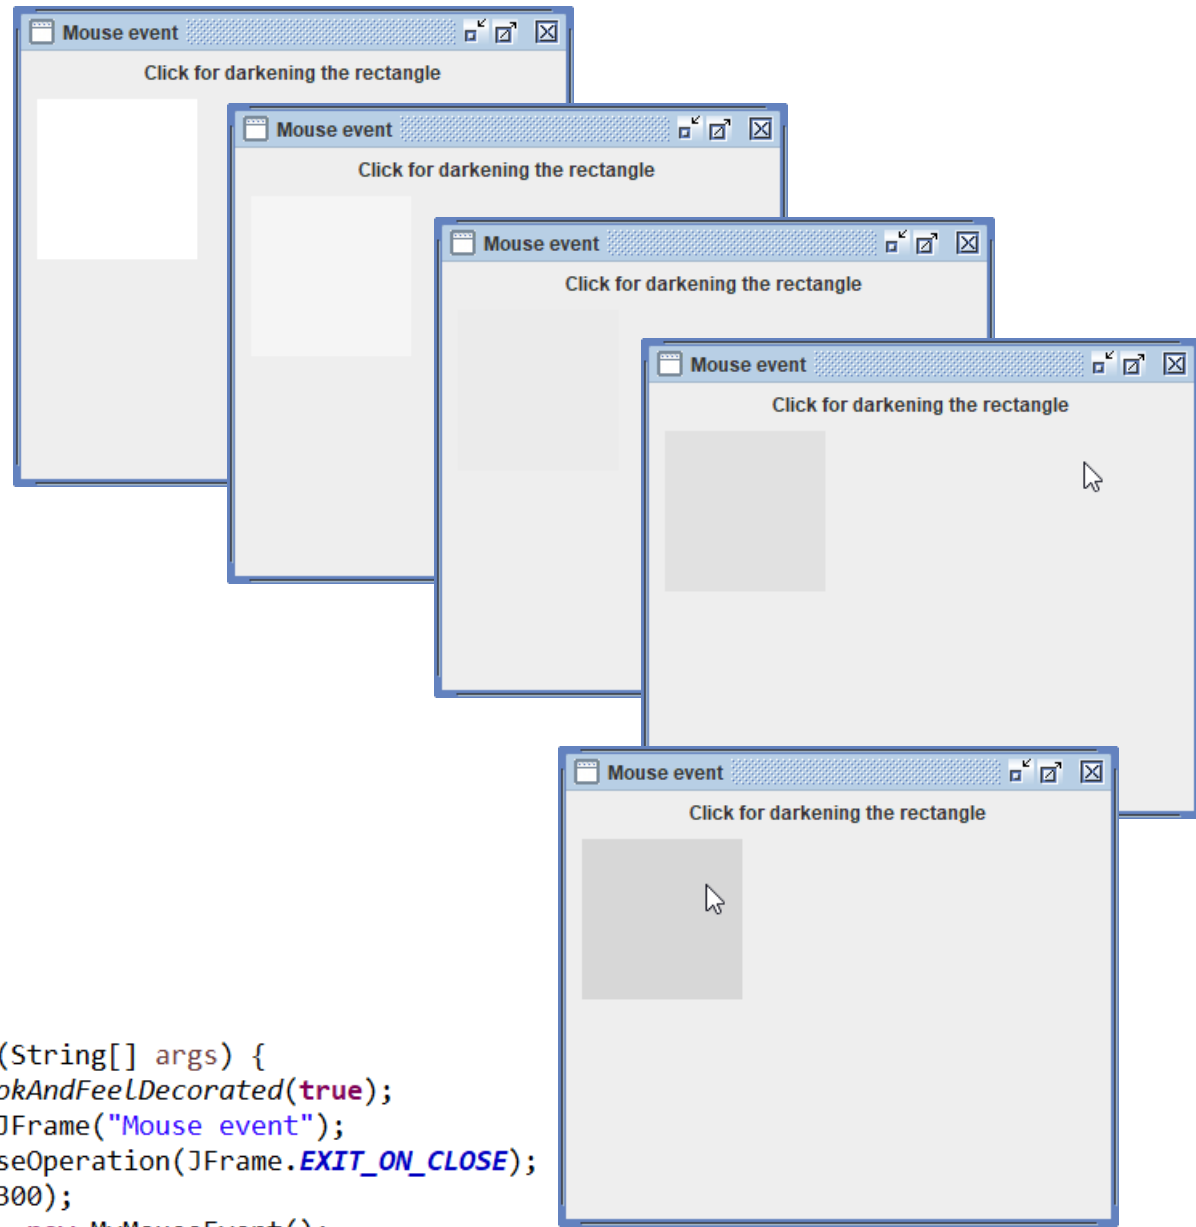 Mouse event
Click for darkening the rectangle
Mouse event
Click for darkening the rectangle
Mouse event
Click for darkening the rectangle
Mouse event
Click for darkening the rectangle
Mouse event
Click for darkening the rectangle
(String[] args) {
okAndFeelDecorated(true);
JFrame("Mouse event");
seOperation(JFrame.EXIT_ON_CLOSE);
300);
new MyMouseEvent();